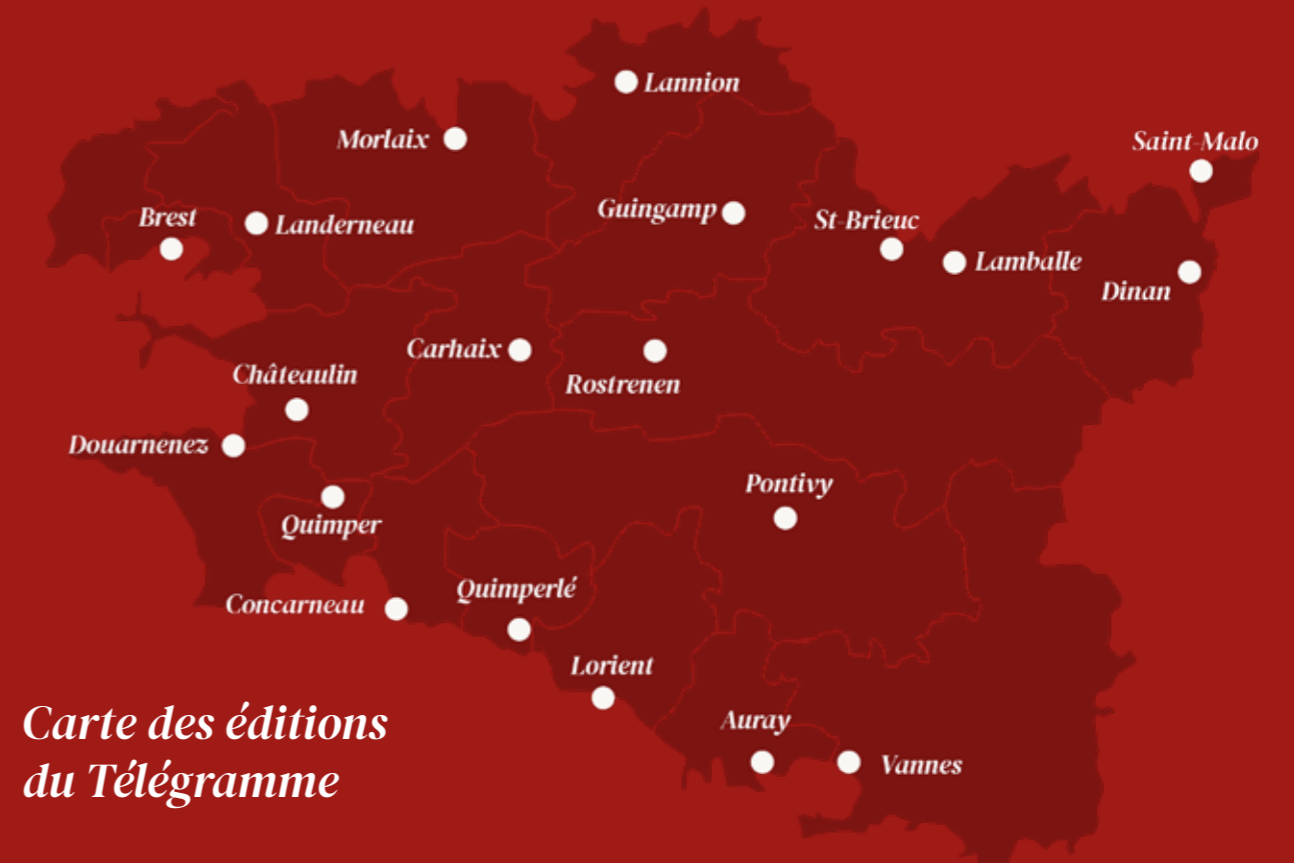 Lannion
Morlaix
Saint-Malo
Brest
Landerneau
Guingamp
St-Brieuc
Lamballe
Dinan
Carhaix
Rostrenen
Châteaulin
Douarnenez
Pontivy
Quimper
Concarneau
Quimperlé
Lorient
Auray
Vannes
Carte des éditions
du Télégramme